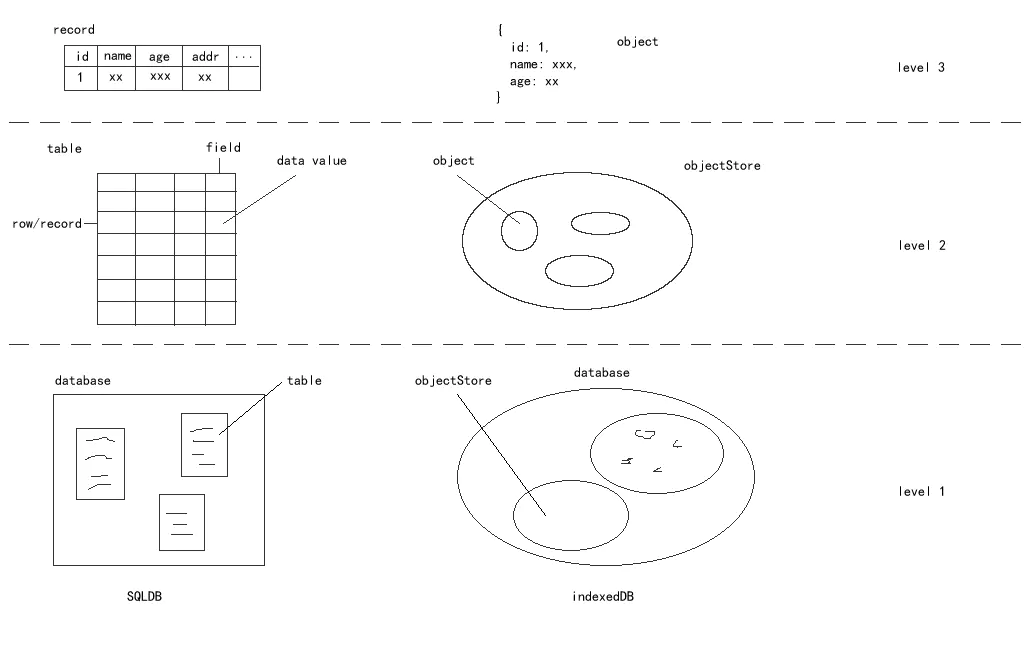 record
id name age addr ...
1 xx xxx xx
{
id: 1,
name: xxx,
age: xx
}
object
level 3
table
field
data value
row/record
object
objectStore
level 2
database
table
objectStore
database
level 1
SQLDB
indexedDB